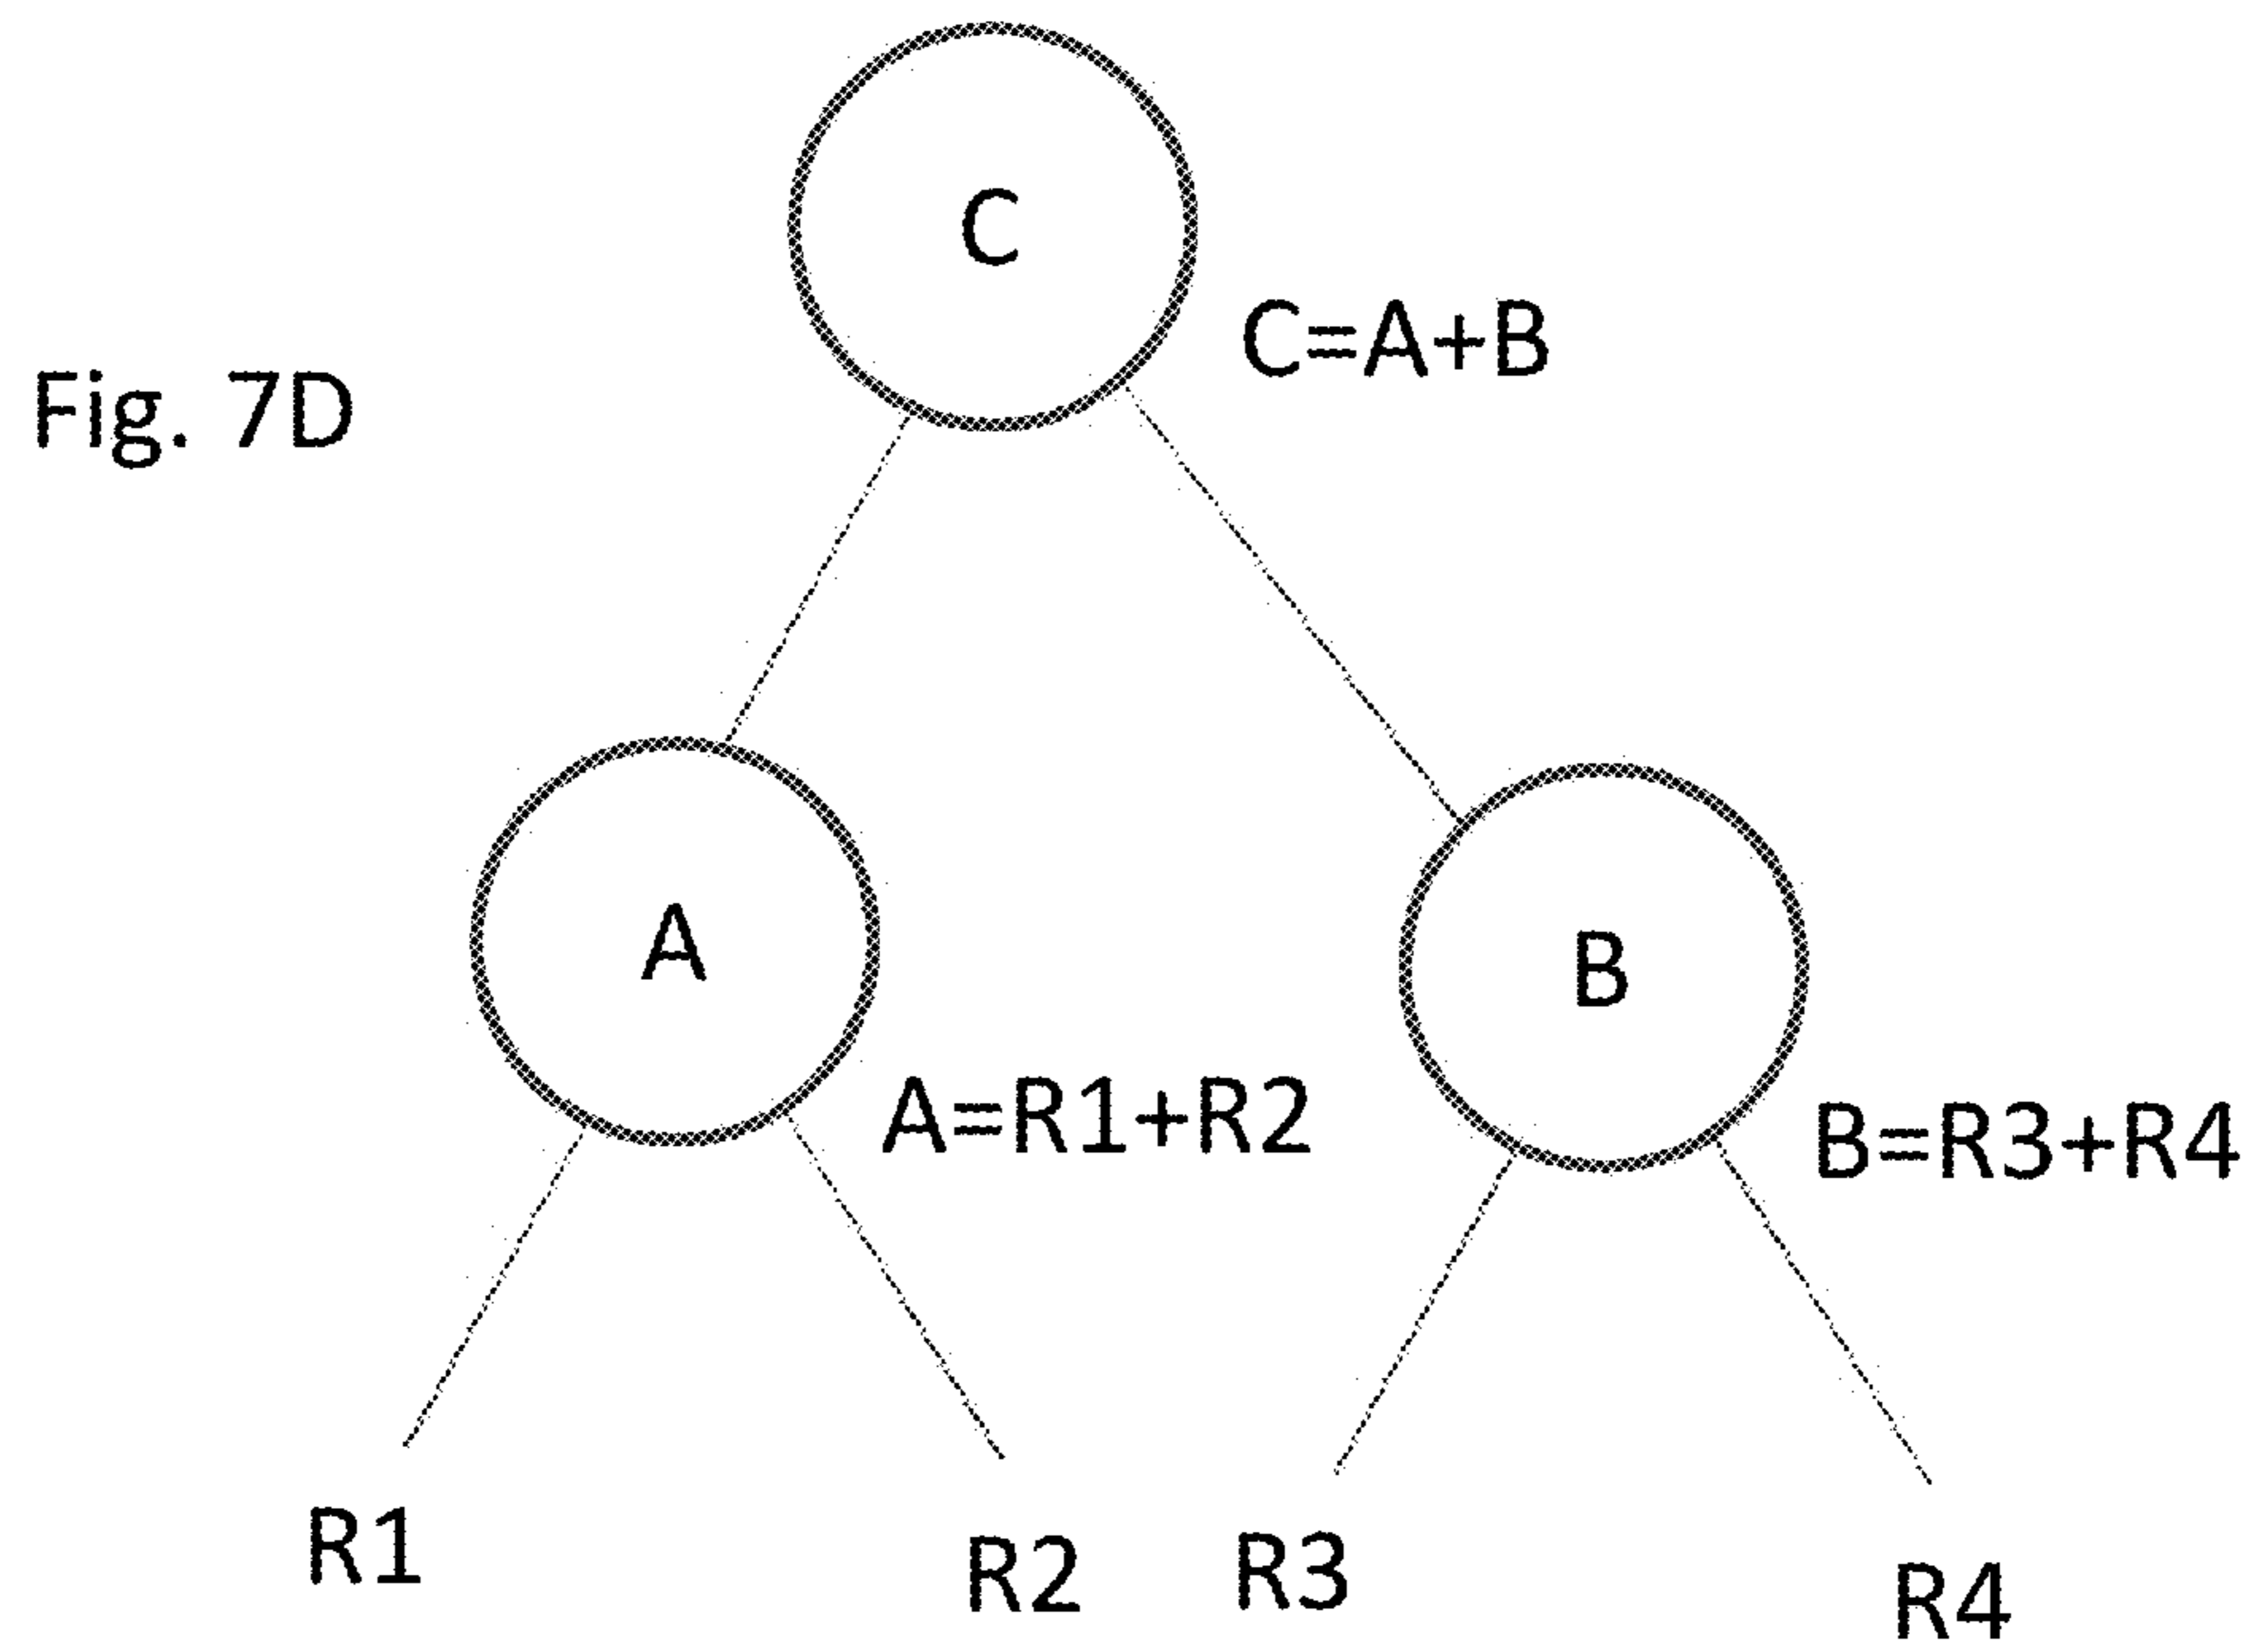 C
C=A+B
Fig. 7D
A
B
A=R1+R2
B=R3+R4
R1
R2
R3
R4